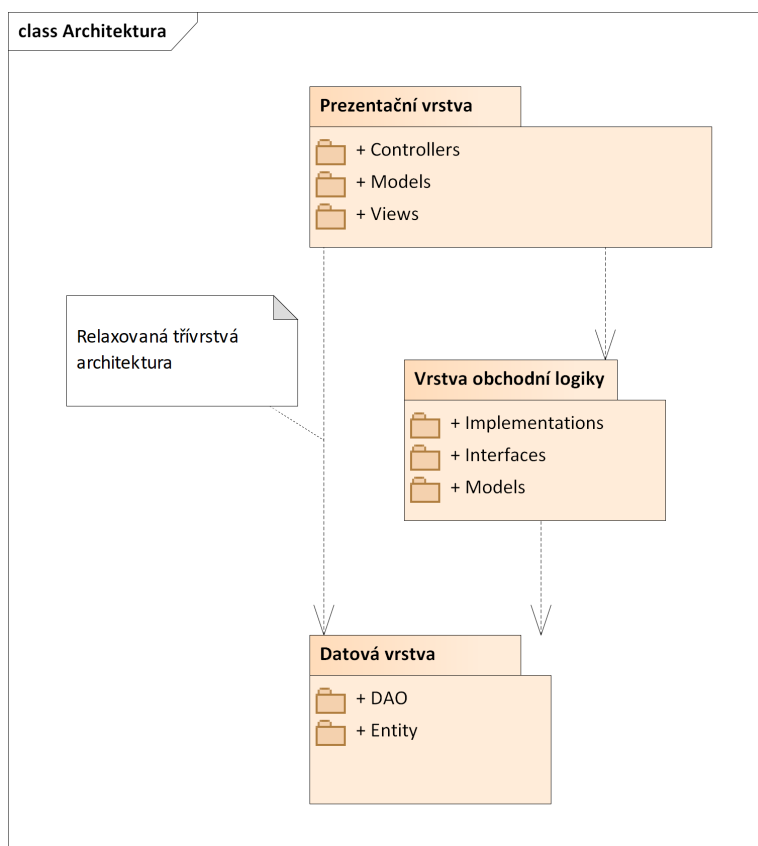 class Architektura
Prezentační vrstva
+ Controllers
+ Models
+ Views
Relaxovaná třívrstvá
architektura
Vrstva obchodní logiky
+ Implementations
+ Interfaces
+ Models
Datová vrstva
+ DAO
+ Entity